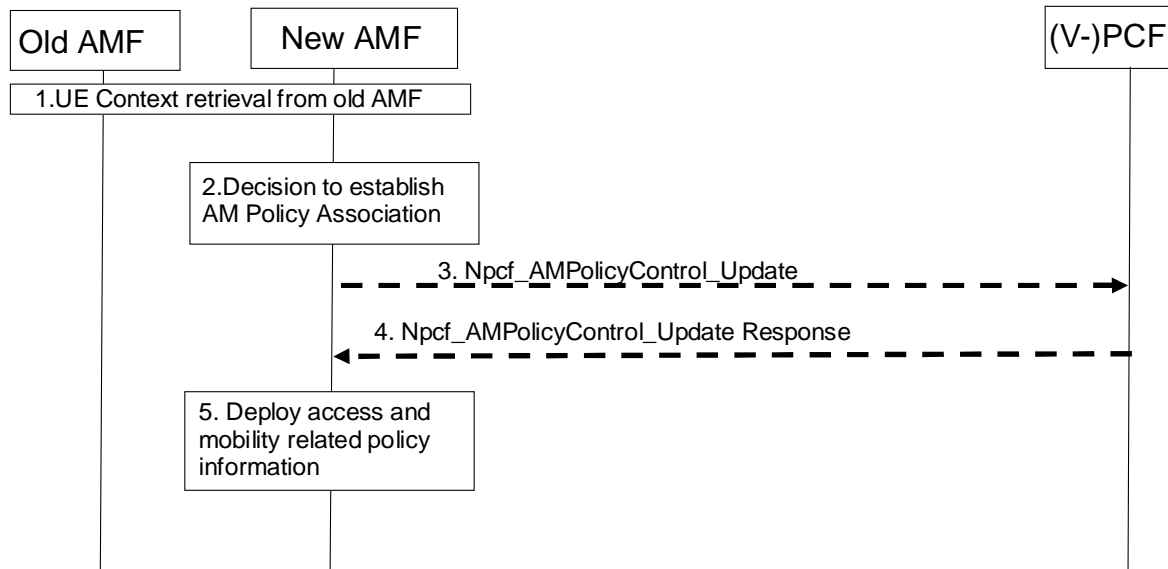 Old AMF
New AMF
(V-)PCF
1.UE Context retrieval from old AMF
2.Decision to establish
AM Policy Association
3. Npcf_AMPolicyControl_Update
4. Npcf_AMPolicyControl_Update Response
5. Deploy access and
mobility related policy
information